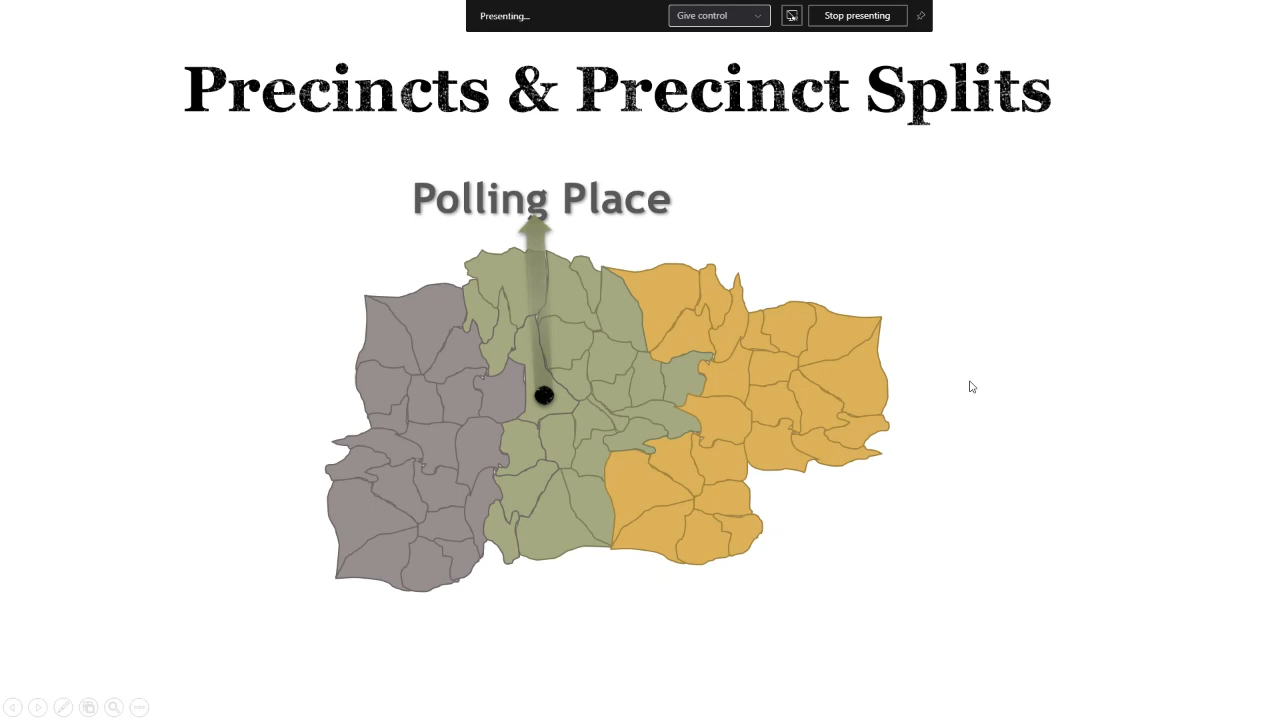 Presenting...
Give control
Stop presenting
Precincts & Precinct Splits
Polling Place